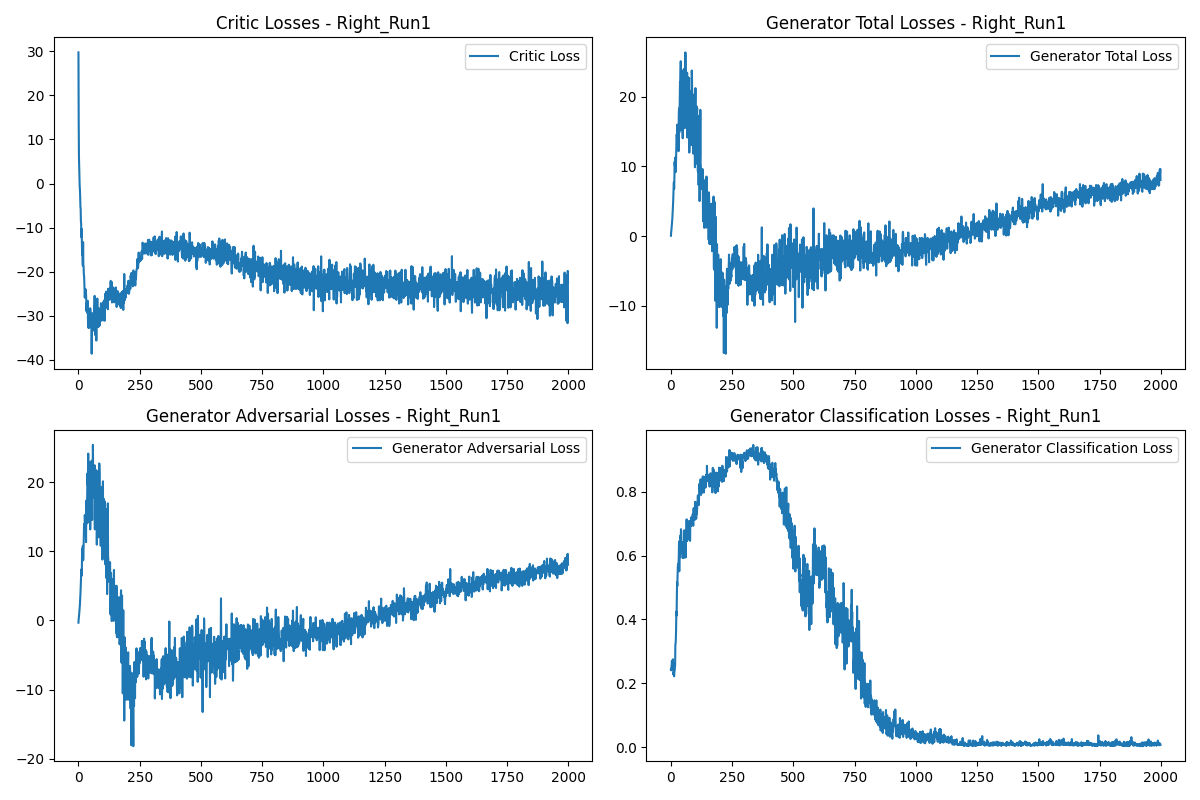 Critic Losses - Right_Run1
Critic Loss
30
20
10
0
−10
−20
−30
−40
0 250 500 750 1000 1250 1500 1750 2000
Generator Total Losses - Right_Run1
Generator Total Loss
20
10
0
−10
0 250 500 750 1000 1250 1500 1750 2000
Generator Adversarial Losses - Right_Run1
Generator Adversarial Loss
20
10
0
−10
−20
0 250 500 750 1000 1250 1500 1750 2000
Generator Classification Losses - Right_Run1
Generator Classification Loss
0.8
0.6
0.4
0.2
0.0
0 250 500 750 1000 1250 1500 1750 2000